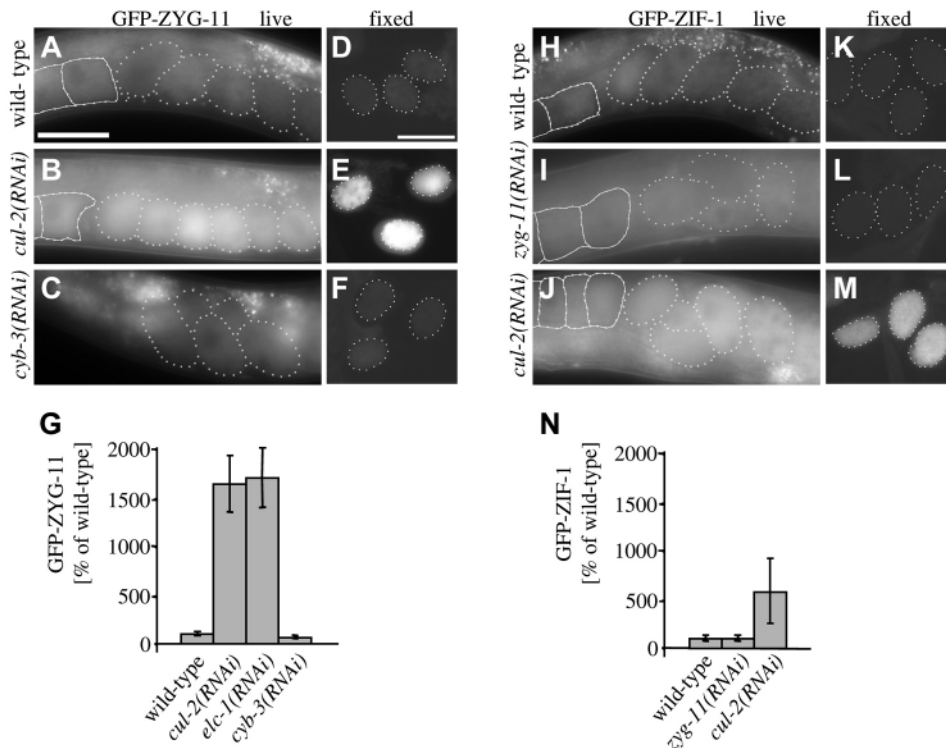 GFP-ZYG-11 live fixed
A D
wild- type
B E
cul-2(RNAi)
C F
cyb-3(RNAi)
GFP-ZIF-1 live fixed
H K
wild- type
I L
zyg-11(RNAi)
J M
cul-2(RNAi)
G
GFP-ZYG-11
[% of wild-type]
2000
1500
1000
500
0
wild-type
cul-2(RNAi)
elc-1(RNAi)
cyb-3(RNAi)
N
GFP-ZIF-1
[% of wild-type]
2000
1500
1000
500
0
wild-type
zyg-11(RNAi)
cul-2(RNAi)